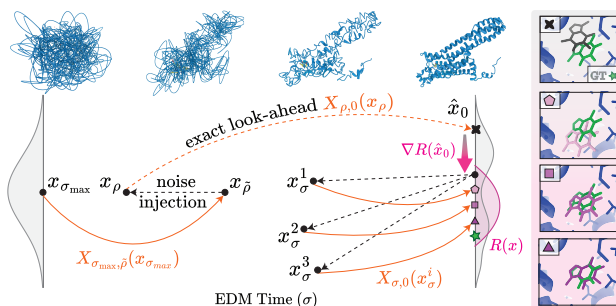 exact look-ahead X_{ρ,0}(x_ρ)
x̂_0
GT
∇R(x̂_0)
x_{σ_max}
x_ρ
noise
injection
x_{ρ̃}
x_σ^1
x_σ^2
x_σ^3
R(x)
X_{σ_max,ρ̃}(x_{σ_max})
X_{σ,0}(x_σ^i)
EDM Time (σ)